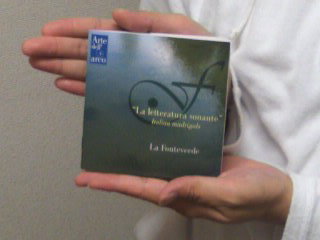 Arte
dell'
arco
"La letteratura sonante"
Italian madrigals
La Fonteverde